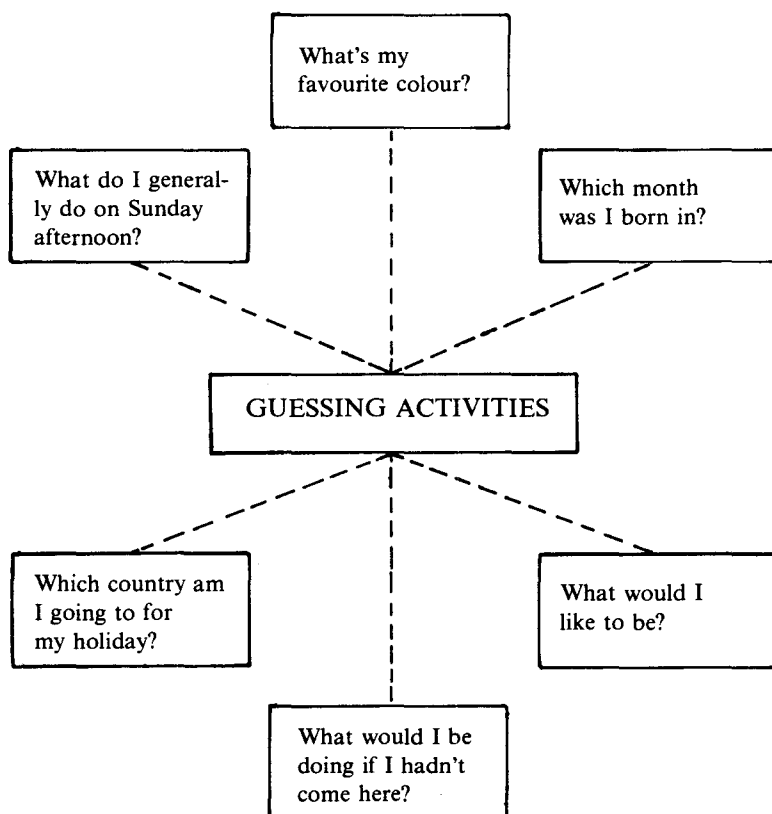 What's my
favourite colour?
What do I general-
ly do on Sunday
afternoon?
Which month
was I born in?
GUESSING ACTIVITIES
Which country am
I going to for
my holiday?
What would I
like to be?
What would I be
doing if I hadn't
come here?